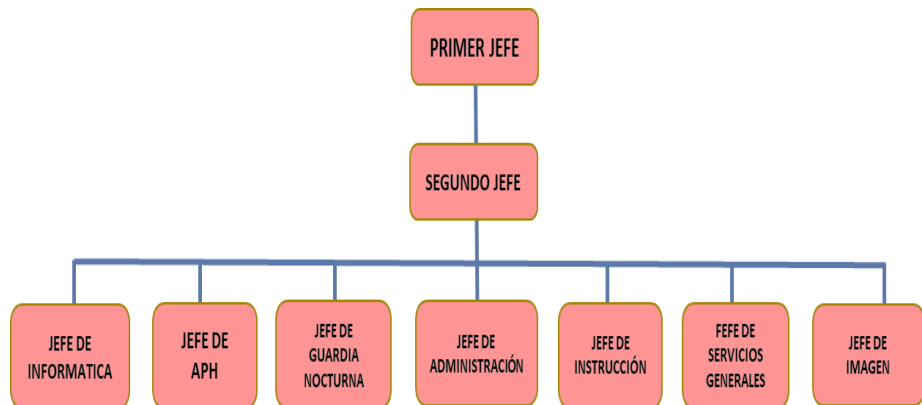 PRIMER JEFE
SEGUNDO JEFE
JEFE DE
INFORMATICA
JEFE DE
APH
JEFE DE
GUARDIA
NOCTURNA
JEFE DE
ADMINISTRACIÓN
JEFE DE
INSTRUCCIÓN
FEFE DE
SERVICIOS
GENERALES
JEFE DE
IMAGEN